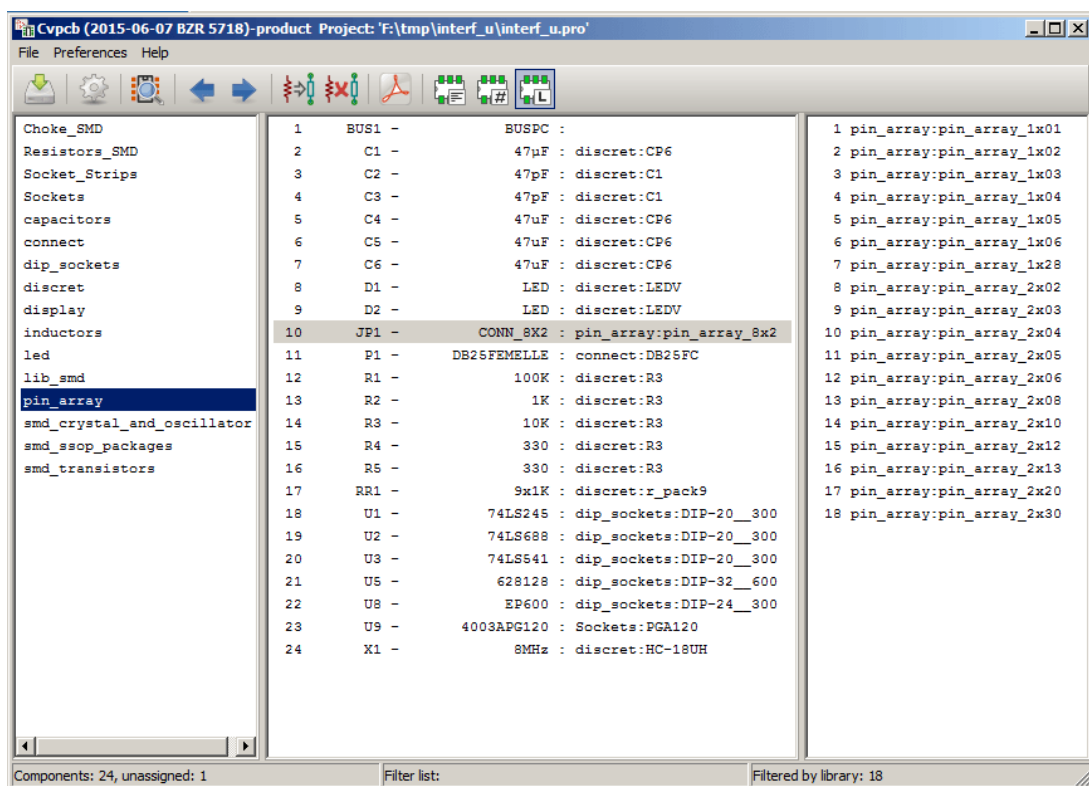 Cvpcb (2015-06-07 BZR 5718)-product Project: 'F:\tmp\interf_u\interf_u.pro'
File Preferences Help
L
Choke_SMD
Resistors_SMD
Socket_Strips
Sockets
capacitors
connect
dip_sockets
discret
display
inductors
led
lib_smd
pin_array
smd_crystal_and_oscillator
smd_ssop_packages
smd_transistors
1 BUS1 - BUSPC :
2 C1 - 47µF : discret:CP6
3 C2 - 47pF : discret:C1
4 C3 - 47pF : discret:C1
5 C4 - 47uF : discret:CP6
6 C5 - 47uF : discret:CP6
7 C6 - 47uF : discret:CP6
8 D1 - LED : discret:LEDV
9 D2 - LED : discret:LEDV
10 JP1 - CONN_8X2 : pin_array:pin_array_8x2
11 P1 - DB25FEMELLE : connect:DB25FC
12 R1 - 100K : discret:R3
13 R2 - 1K : discret:R3
14 R3 - 10K : discret:R3
15 R4 - 330 : discret:R3
16 R5 - 330 : discret:R3
17 RR1 - 9x1K : discret:r_pack9
18 U1 - 74LS245 : dip_sockets:DIP-20__300
19 U2 - 74LS688 : dip_sockets:DIP-20__300
20 U3 - 74LS541 : dip_sockets:DIP-20__300
21 U5 - 628128 : dip_sockets:DIP-32__600
22 U8 - EP600 : dip_sockets:DIP-24__300
23 U9 - 4003APG120 : Sockets:PGA120
24 X1 - 8MHz : discret:HC-18UH
1 pin_array:pin_array_1x01
2 pin_array:pin_array_1x02
3 pin_array:pin_array_1x03
4 pin_array:pin_array_1x04
5 pin_array:pin_array_1x05
6 pin_array:pin_array_1x06
7 pin_array:pin_array_1x28
8 pin_array:pin_array_2x02
9 pin_array:pin_array_2x03
10 pin_array:pin_array_2x04
11 pin_array:pin_array_2x05
12 pin_array:pin_array_2x06
13 pin_array:pin_array_2x08
14 pin_array:pin_array_2x10
15 pin_array:pin_array_2x12
16 pin_array:pin_array_2x13
17 pin_array:pin_array_2x20
18 pin_array:pin_array_2x30
Components: 24, unassigned: 1
Filter list:
Filtered by library: 18